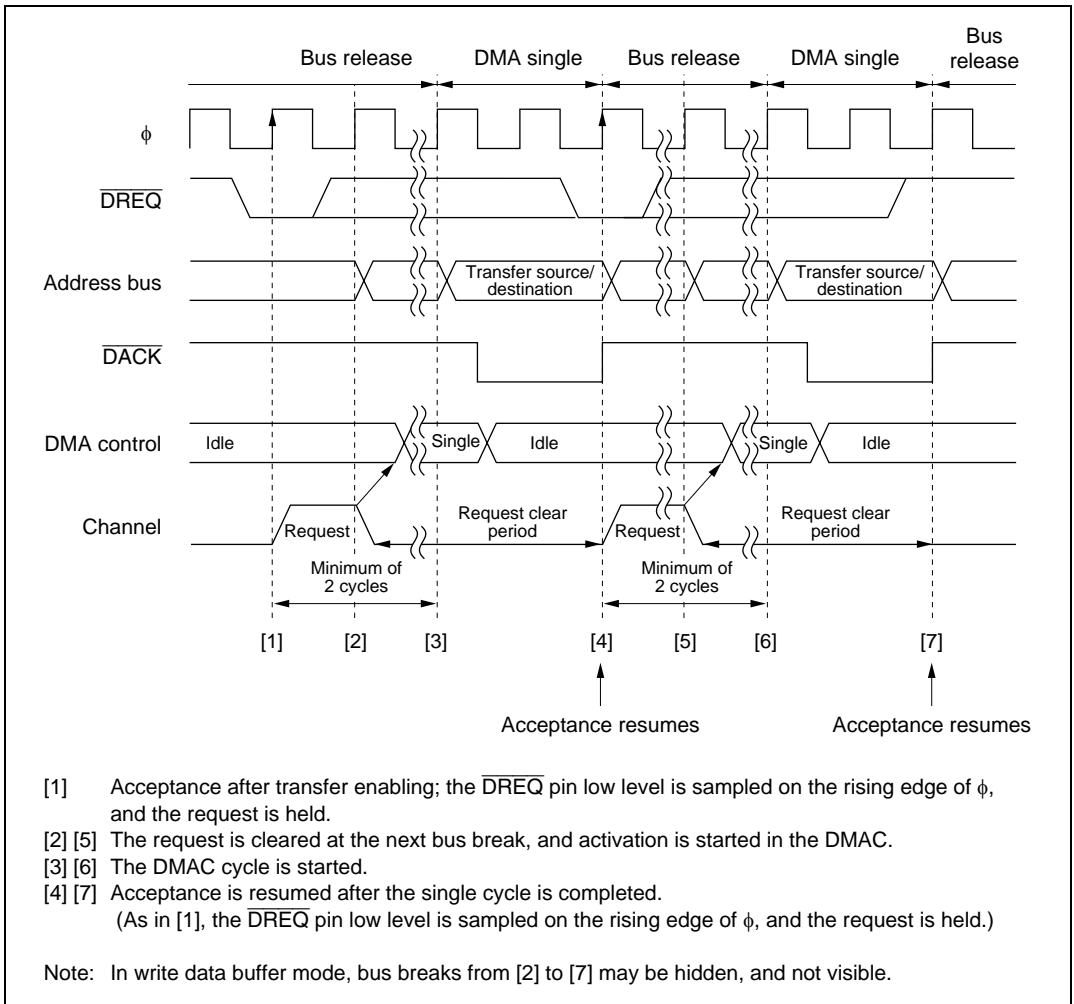 Bus release DMA single Bus release DMA single Bus release
φ
DREQ
Address bus Transfer source/ destination Transfer source/ destination
DACK
DMA control Idle Single Idle Single Idle
Channel Request Request clear period Request Request clear period
Minimum of 2 cycles Minimum of 2 cycles
[1] [2] [3] [4] [5] [6] [7]
Acceptance resumes Acceptance resumes
[1] Acceptance after transfer enabling; the DREQ pin low level is sampled on the rising edge of φ,
and the request is held.
[2] [5] The request is cleared at the next bus break, and activation is started in the DMAC.
[3] [6] The DMAC cycle is started.
[4] [7] Acceptance is resumed after the single cycle is completed.
(As in [1], the DREQ pin low level is sampled on the rising edge of φ, and the request is held.)
Note: In write data buffer mode, bus breaks from [2] to [7] may be hidden, and not visible.